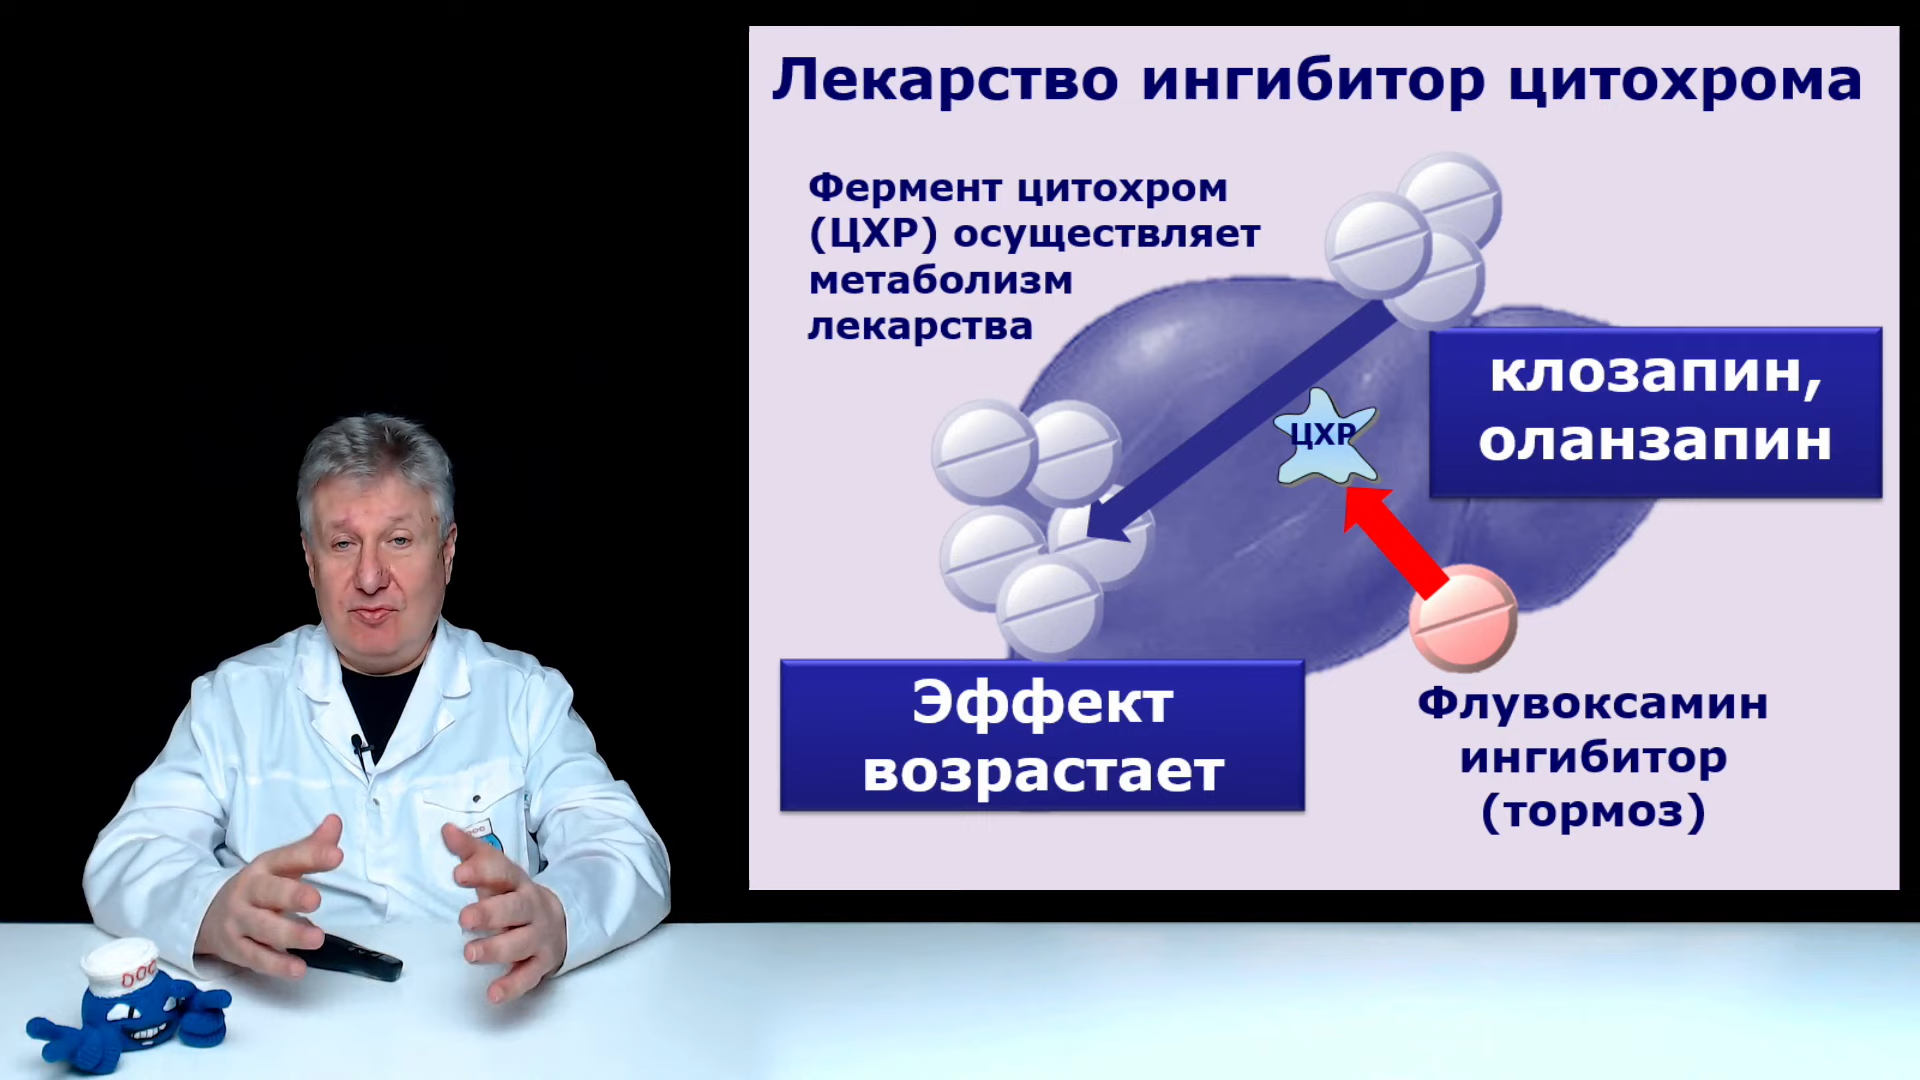 Лекарство ингибитор цитохрома
Фермент цитохром
(ЦХР) осуществляет
метаболизм
лекарства
клозапин,
оланзапин
ЦХР
Эффект
возрастает
Флувоксамин
ингибитор
(тормоз)